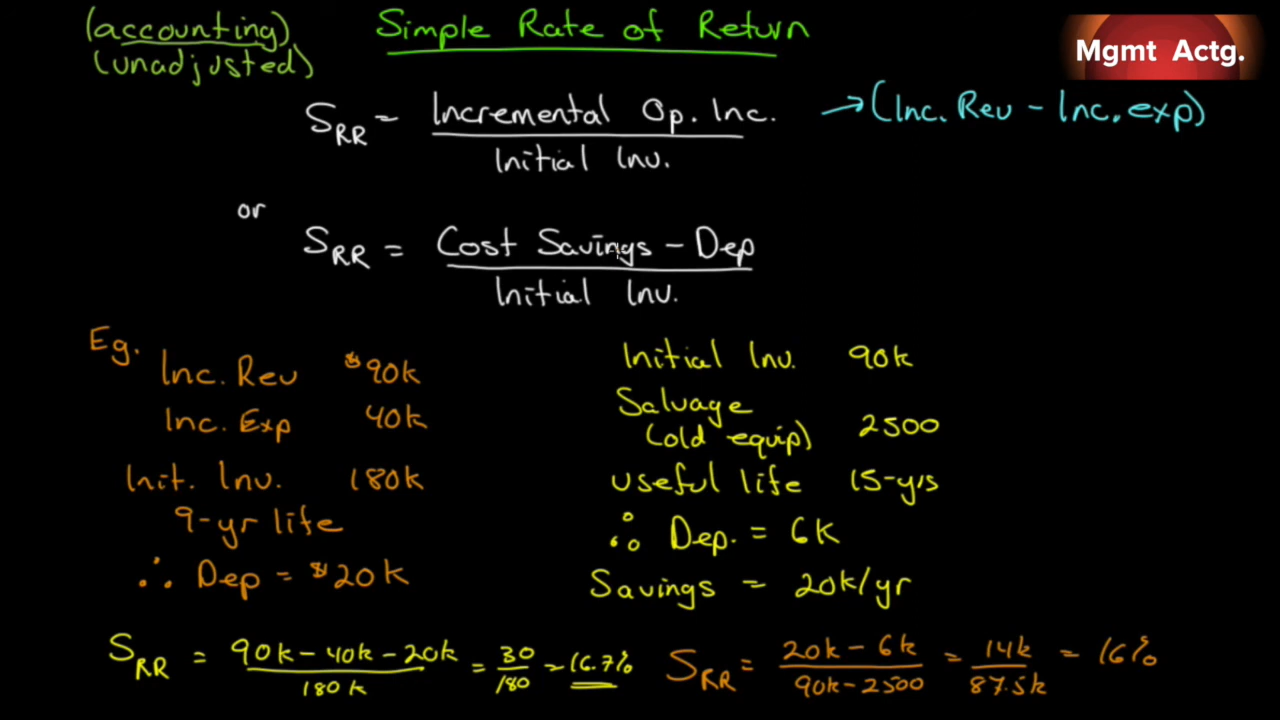 (accounting)
(unadjusted)
Simple Rate of Return
Mgmt Actg.
SRR = Incremental Op. Inc. → (Inc. Rev - Inc. exp)
Initial Inv.
or
SRR = Cost Savings - Dep
Initial Inv.
Eg.
Inc. Rev $90k
Inc. Exp 40k
Init. Inv. 180k
9-yr life
∴ Dep = $20k
Initial Inv. 90k
Salvage
(old equip) 2500
useful life 15-yrs
∴ Dep. = 6k
Savings = 20k/yr
SRR = 90k - 40k - 20k = 30 = 16.7%
180k 180
SRR = 20k - 6k = 14k = 16%
90k - 2500 87.5k